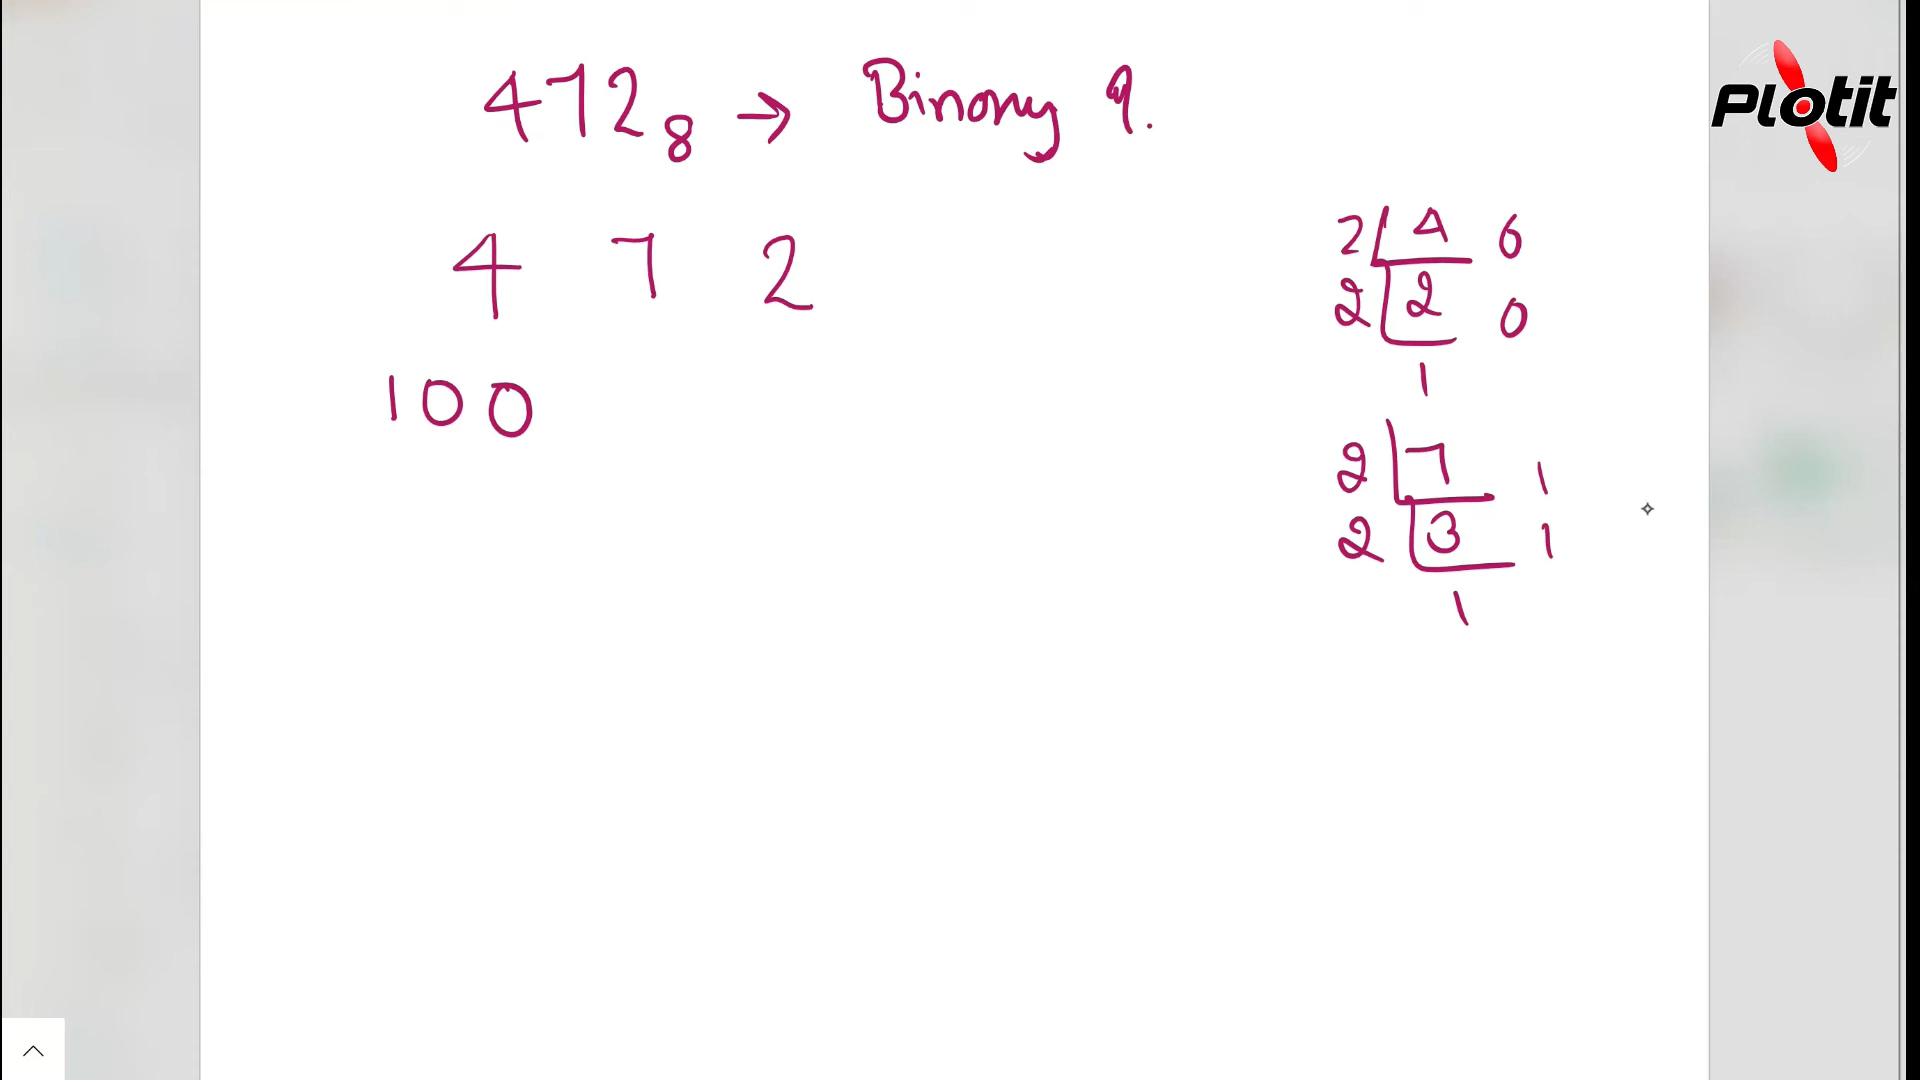 472₈ → Binary ?.
Plotit
4 7 2
100
2 4 0
2 2 0
1
2 7 1
2 3 1
1